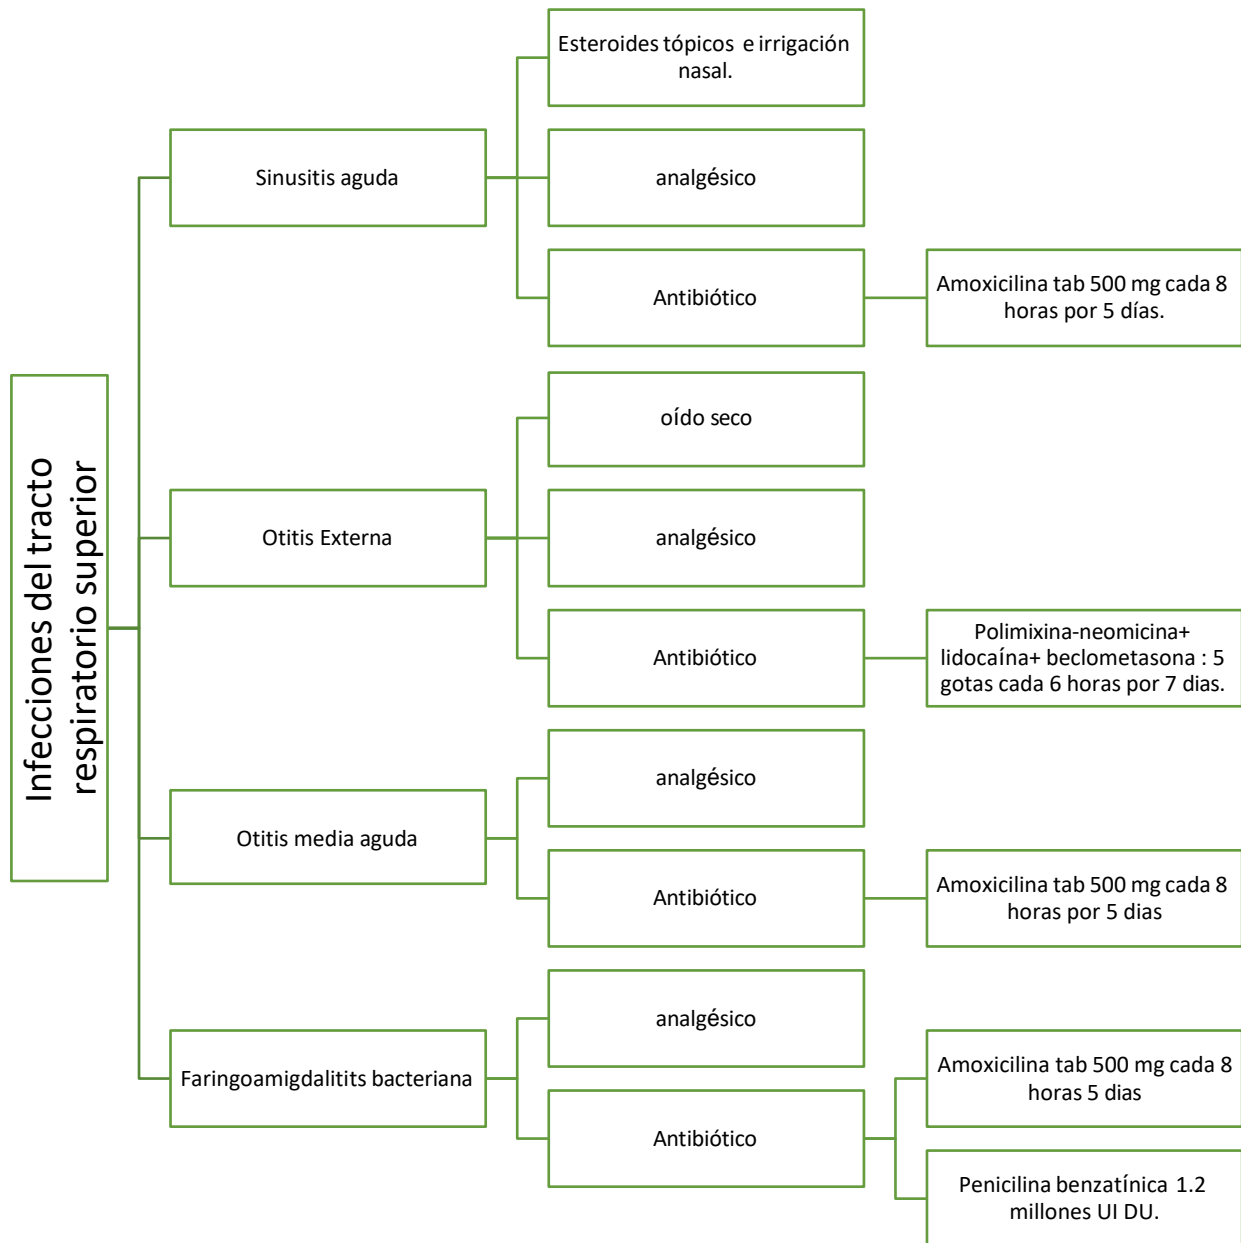 Infecciones del tracto
respiratorio superior
Sinusitis aguda
Esteroides tópicos e irrigación
nasal.
analgésico
Antibiótico
Amoxicilina tab 500 mg cada 8
horas por 5 días.
Otitis Externa
oído seco
analgésico
Antibiótico
Polimixina-neomicina+
lidocaína+ beclometasona : 5
gotas cada 6 horas por 7 dias.
Otitis media aguda
analgésico
Antibiótico
Amoxicilina tab 500 mg cada 8
horas por 5 dias
Faringoamigdalitits bacteriana
analgésico
Antibiótico
Amoxicilina tab 500 mg cada 8
horas 5 dias
Penicilina benzatínica 1.2
millones UI DU.